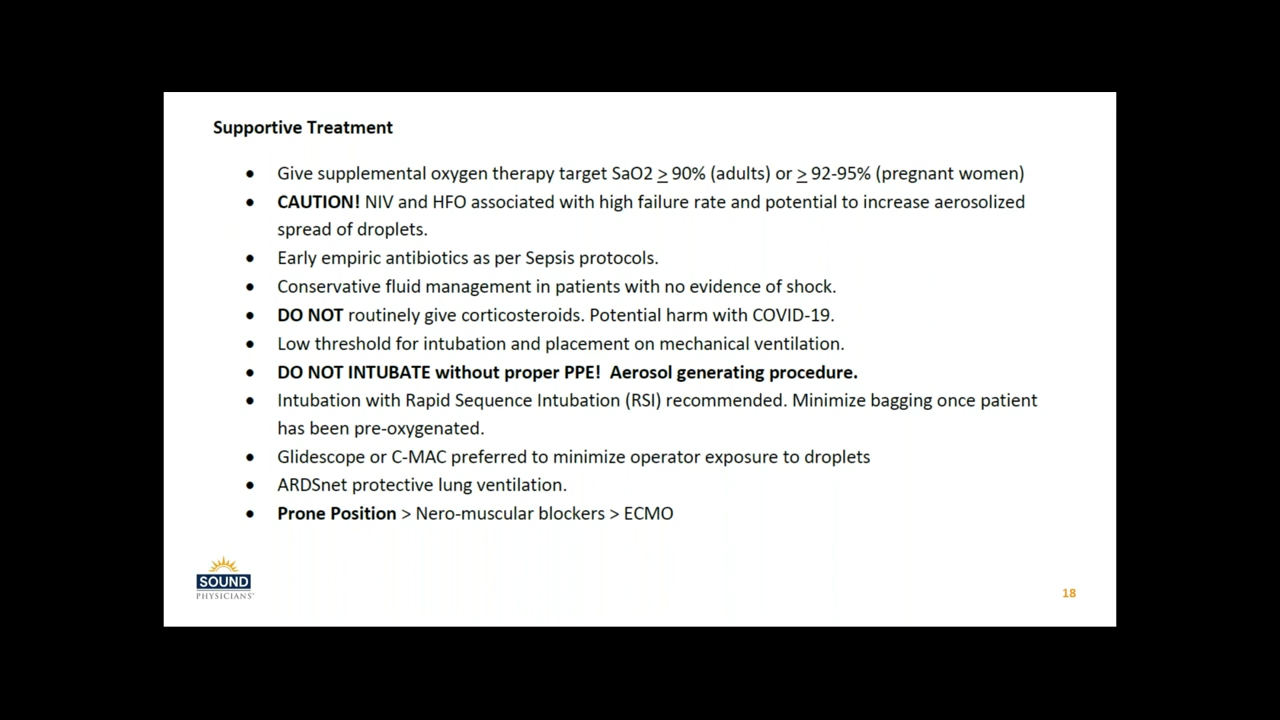 Supportive Treatment
● Give supplemental oxygen therapy target SaO2 ≥ 90% (adults) or ≥ 92-95% (pregnant women)
● CAUTION! NIV and HFO associated with high failure rate and potential to increase aerosolized
spread of droplets.
● Early empiric antibiotics as per Sepsis protocols.
● Conservative fluid management in patients with no evidence of shock.
● DO NOT routinely give corticosteroids. Potential harm with COVID-19.
● Low threshold for intubation and placement on mechanical ventilation.
● DO NOT INTUBATE without proper PPE!  Aerosol generating procedure.
● Intubation with Rapid Sequence Intubation (RSI) recommended. Minimize bagging once patient
has been pre-oxygenated.
● Glidescope or C-MAC preferred to minimize operator exposure to droplets
● ARDSnet protective lung ventilation.
● Prone Position > Nero-muscular blockers > ECMO
SOUND
PHYSICIANS
18